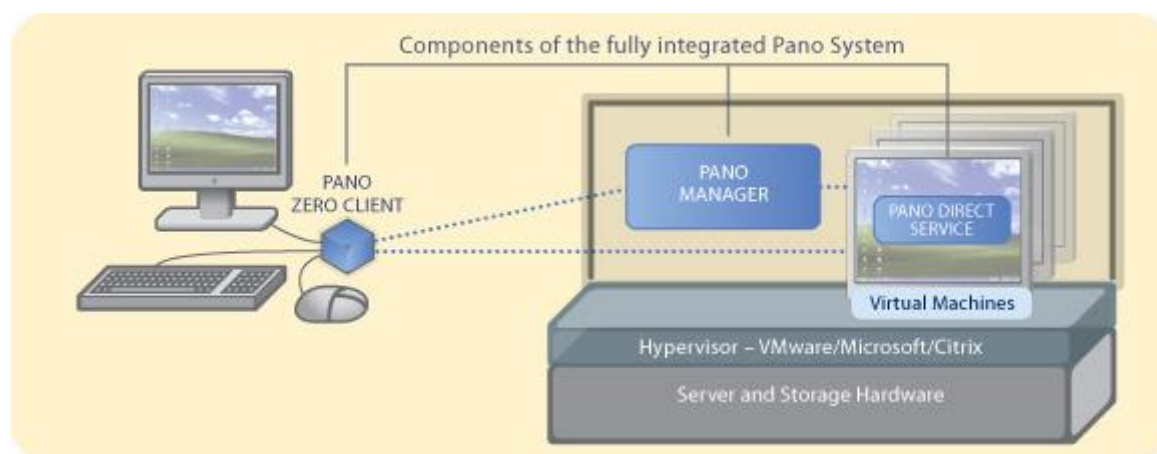 Components of the fully integrated Pano System
PANO
ZERO CLIENT
PANO
MANAGER
PANO DIRECT
SERVICE
Virtual Machines
Hypervisor – VMware/Microsoft/Citrix
Server and Storage Hardware